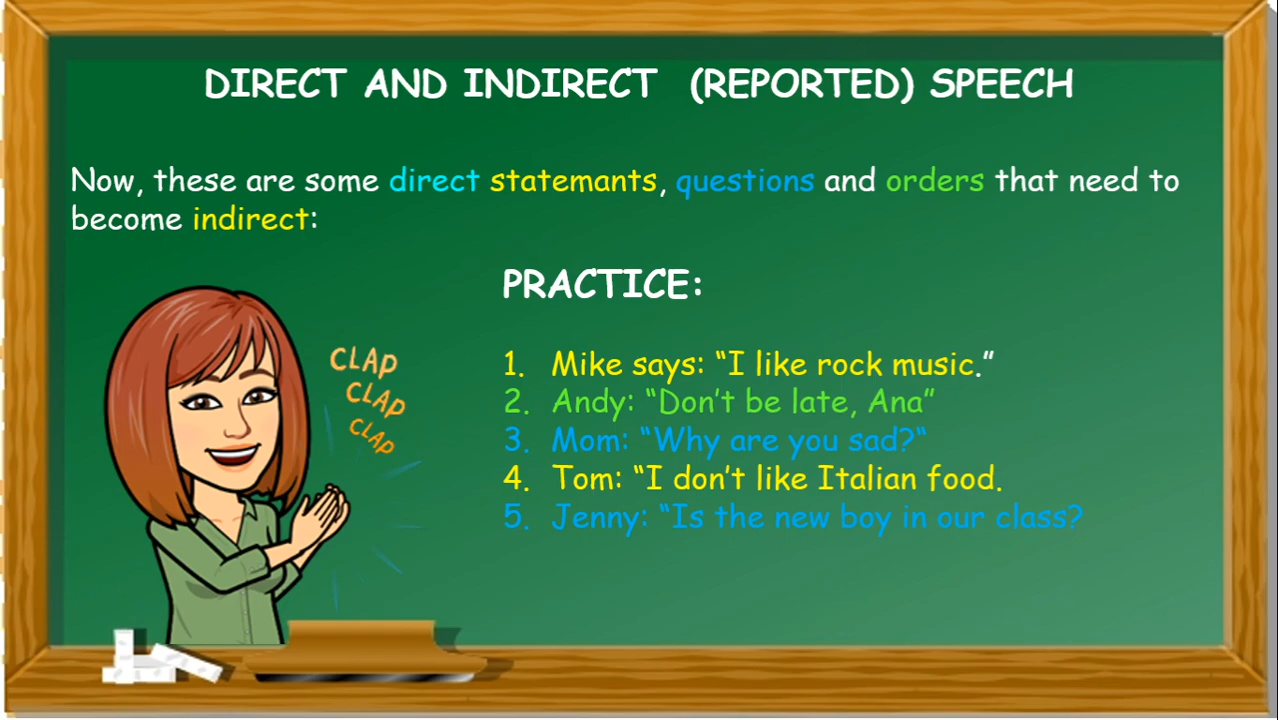 DIRECT AND INDIRECT (REPORTED) SPEECH
Now, these are some direct statemants, questions and orders that need to
become indirect:
PRACTICE:
CLAP
CLAP
CLAP
1. Mike says: “I like rock music.”
2. Andy: “Don’t be late, Ana”
3. Mom: “Why are you sad?“
4. Tom: “I don’t like Italian food.
5. Jenny: “Is the new boy in our class?